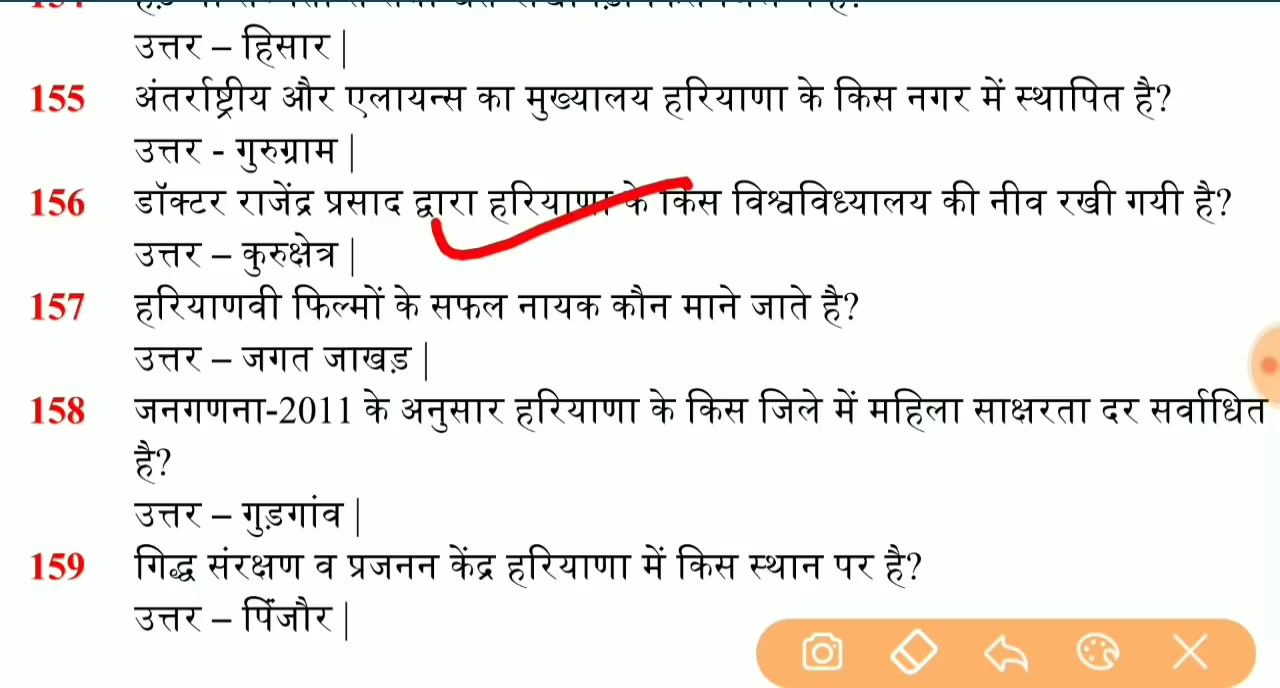 उत्तर – हिसार |
155 अंतर्राष्ट्रीय और एलायन्स का मुख्यालय हरियाणा के किस नगर में स्थापित है?
उत्तर - गुरुग्राम |
156 डॉक्टर राजेंद्र प्रसाद द्वारा हरियाणा के किस विश्वविध्यालय की नीव रखी गयी है?
उत्तर – कुरुक्षेत्र |
157 हरियाणवी फिल्मों के सफल नायक कौन माने जाते है?
उत्तर – जगत जाखड़ |
158 जनगणना-2011 के अनुसार हरियाणा के किस जिले में महिला साक्षरता दर सर्वाधित
है?
उत्तर – गुड़गांव |
159 गिद्ध संरक्षण व प्रजनन केंद्र हरियाणा में किस स्थान पर है?
उत्तर – पिंजौर |